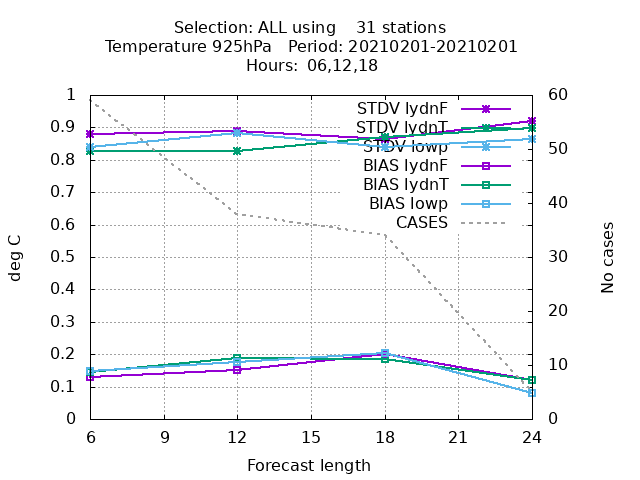 Selection: ALL using    31 stations
Temperature 925hPa   Period: 20210201-20210201
Hours:  06,12,18
1
0.9
0.8
0.7
0.6
0.5
0.4
0.3
0.2
0.1
0
deg C
60
50
40
30
20
10
0
No cases
STDV lydnF
STDV lydnT
STDV lowp
BIAS lydnF
BIAS lydnT
BIAS lowp
CASES
6 9 12 15 18 21 24
Forecast length